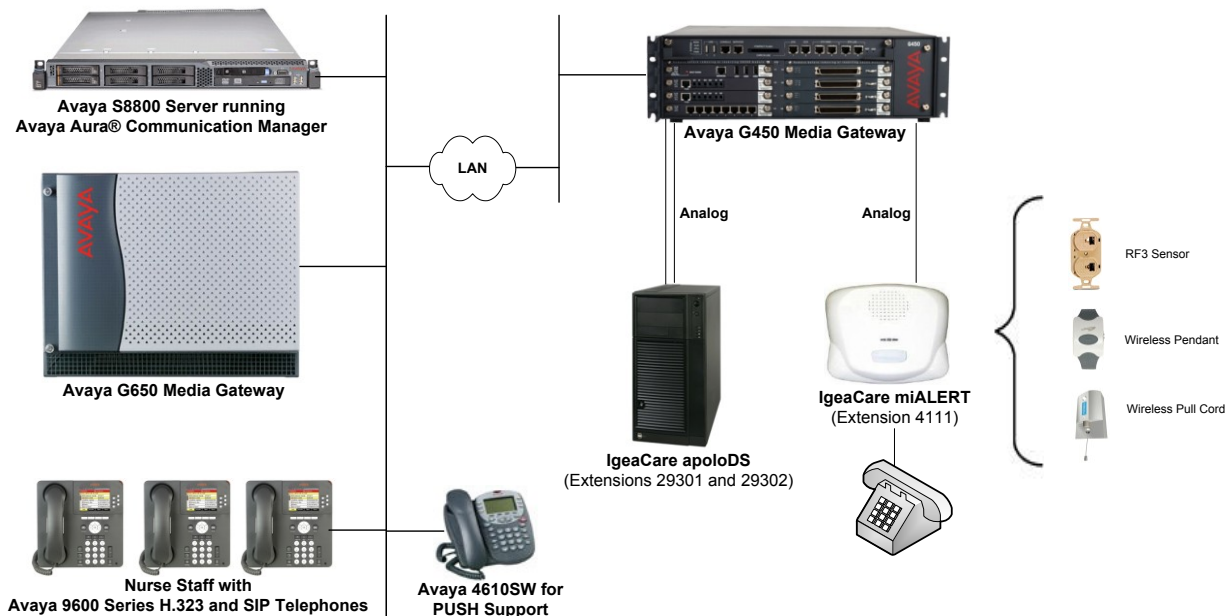 Avaya S8800 Server running
Avaya Aura® Communication Manager
G450
AVAYA
Avaya G450 Media Gateway
LAN
AVAYA
Analog
Analog
RF3 Sensor
Wireless Pendant
Wireless Pull Cord
Avaya G650 Media Gateway
IgeaCare miALERT
(Extension 4111)
IgeaCare apoloDS
(Extensions 29301 and 29302)
Nurse Staff with
Avaya 9600 Series H.323 and SIP Telephones
Avaya 4610SW for
PUSH Support